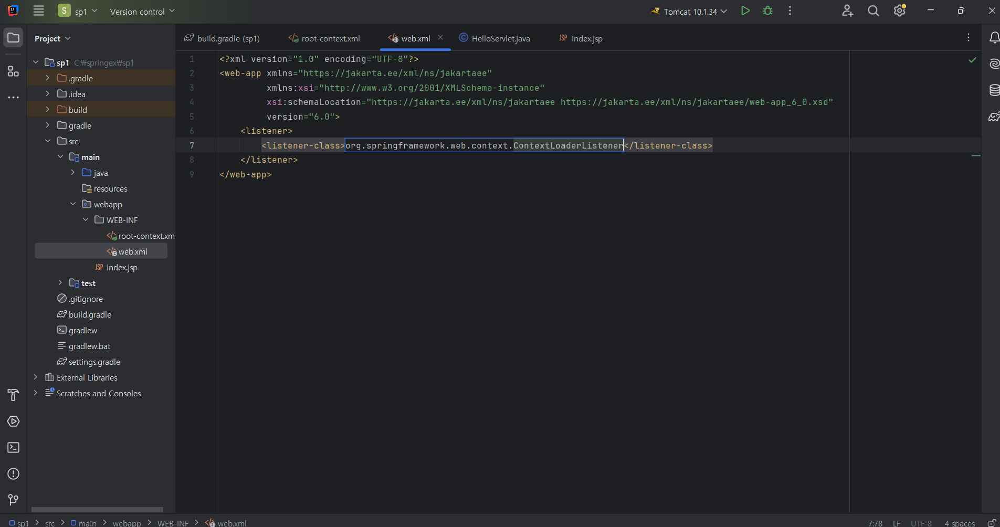 S sp1 Version control Tomcat 10.1.34
Project
build.gradle (sp1) root-context.xml web.xml HelloServlet.java JSP index.jsp
sp1 C:₩springex₩sp1
.gradle
.idea
build
gradle
src
main
java
resources
webapp
WEB-INF
root-context.xm
web.xml
JSP index.jsp
test
.gitignore
build.gradle
gradlew
gradlew.bat
settings.gradle
External Libraries
Scratches and Consoles
1 <?xml version="1.0" encoding="UTF-8"?>
2 <web-app xmlns="https://jakarta.ee/xml/ns/jakartaee"
3 xmlns:xsi="http://www.w3.org/2001/XMLSchema-instance"
4 xsi:schemaLocation="https://jakarta.ee/xml/ns/jakartaee https://jakarta.ee/xml/ns/jakartaee/web-app_6_0.xsd"
5 version="6.0">
6 <listener>
7 <listener-class>org.springframework.web.context.ContextLoaderListener</listener-class>
8 </listener>
9 </web-app>
sp1 > src > main > webapp > WEB-INF > web.xml 7:78 LF UTF-8 4 spaces